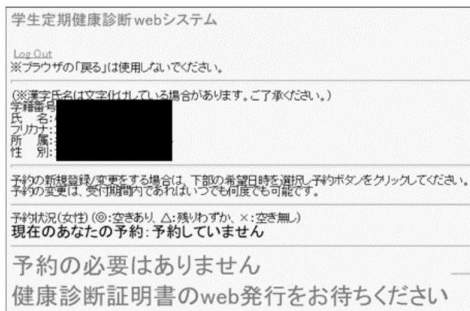 学生定期健康診断webシステム
Log Out
※ブラウザの「戻る」は使用しないでください。
(※漢字氏名は文字化けしている場合があります。ご了承ください。)
学籍番号
氏 名:
フリカナ:
所 属:
性 別:
予約の新規登録/変更をする場合は、下部の希望日時を選択し予約ボタンをクリックしてください。
予約の変更は、受付期間内であればいつでも何度でも可能です。
予約状況(女性) (◎:空きあり、△:残りわずか、×:空き無し)
現在のあなたの予約:予約していません
予約の必要はありません
健康診断証明書のweb発行をお待ちください